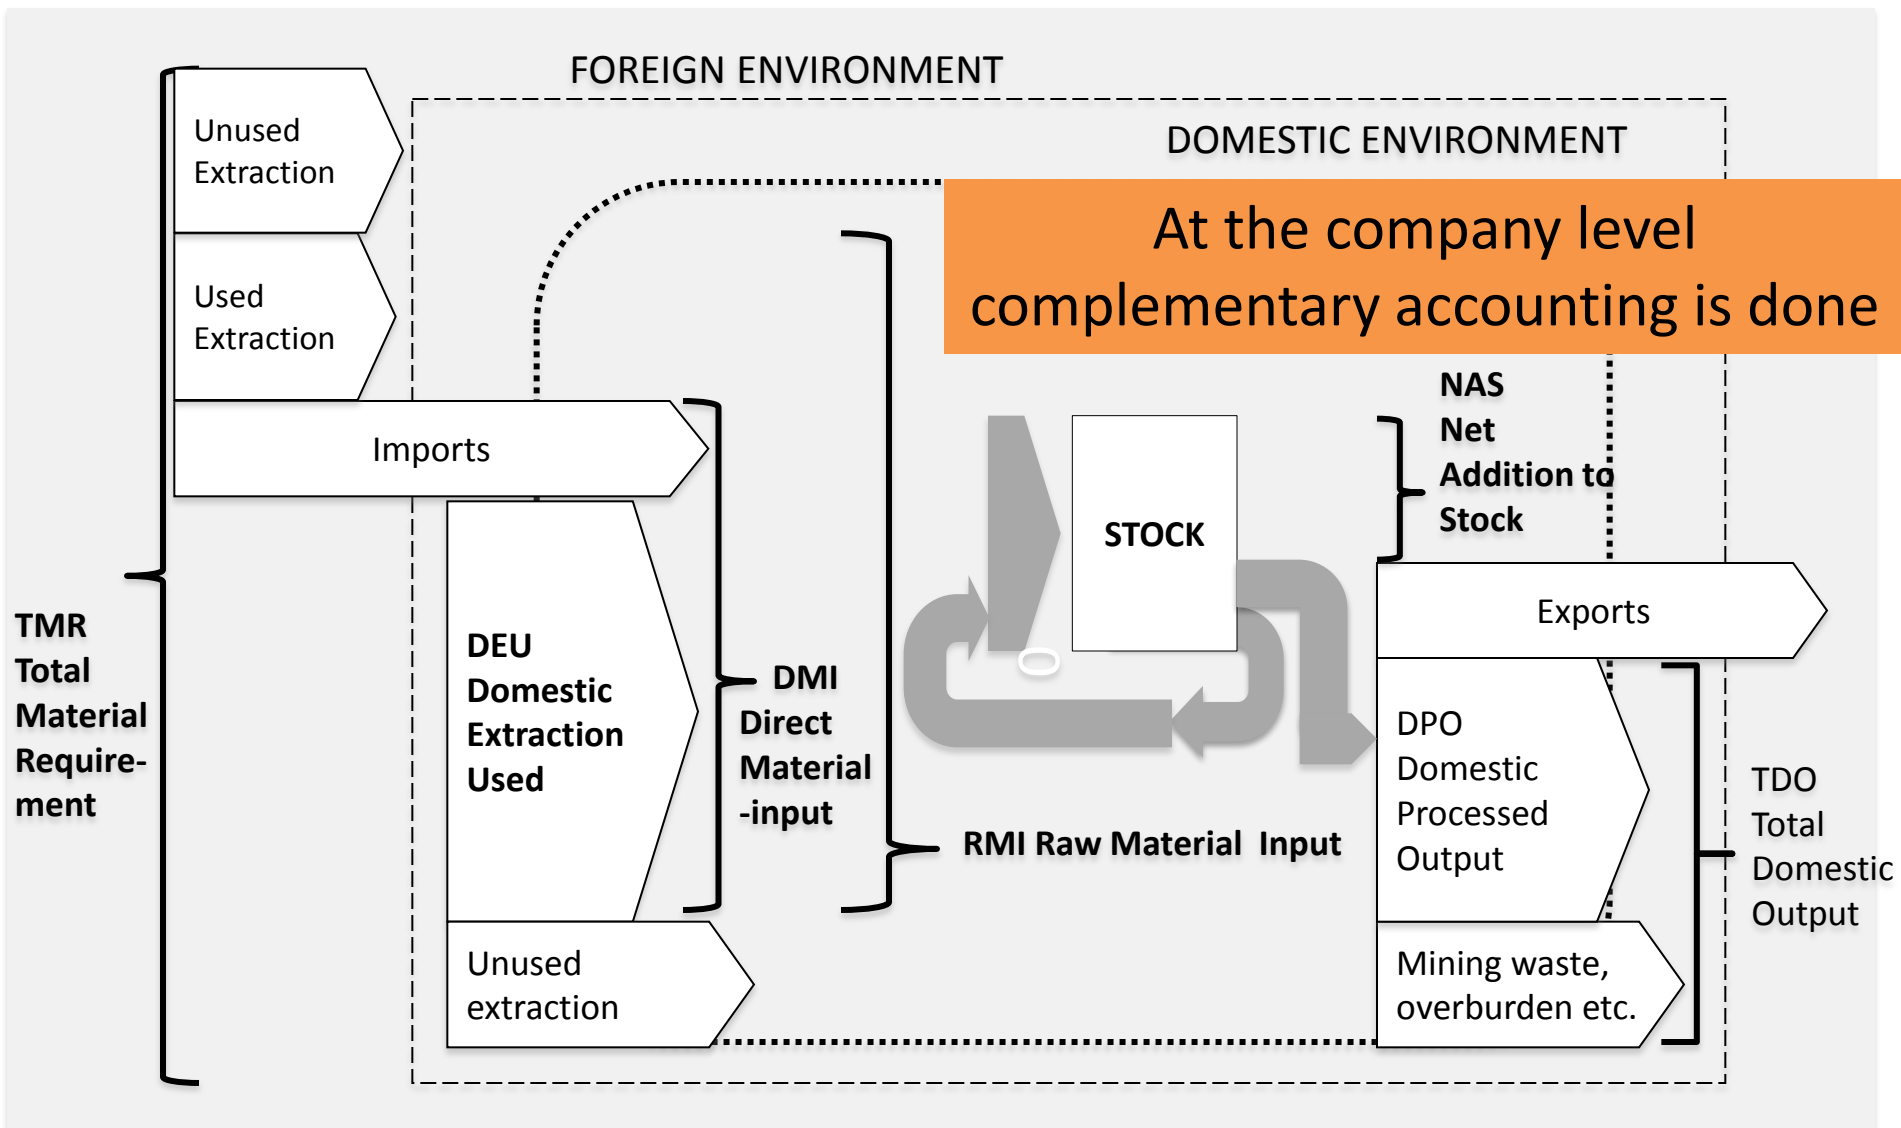 FOREIGN ENVIRONMENT
DOMESTIC ENVIRONMENT
At the company level
complementary accounting is done
Unused
Extraction
Used
Extraction
Imports
TMR
Total
Material
Require-
ment
DEU
Domestic
Extraction
Used
Unused
extraction
DMI
Direct
Material
-input
RMI Raw Material  Input
STOCK
0
NAS
Net
Addition to
Stock
Exports
DPO
Domestic
Processed
Output
Mining waste,
overburden etc.
TDO
Total
Domestic
Output